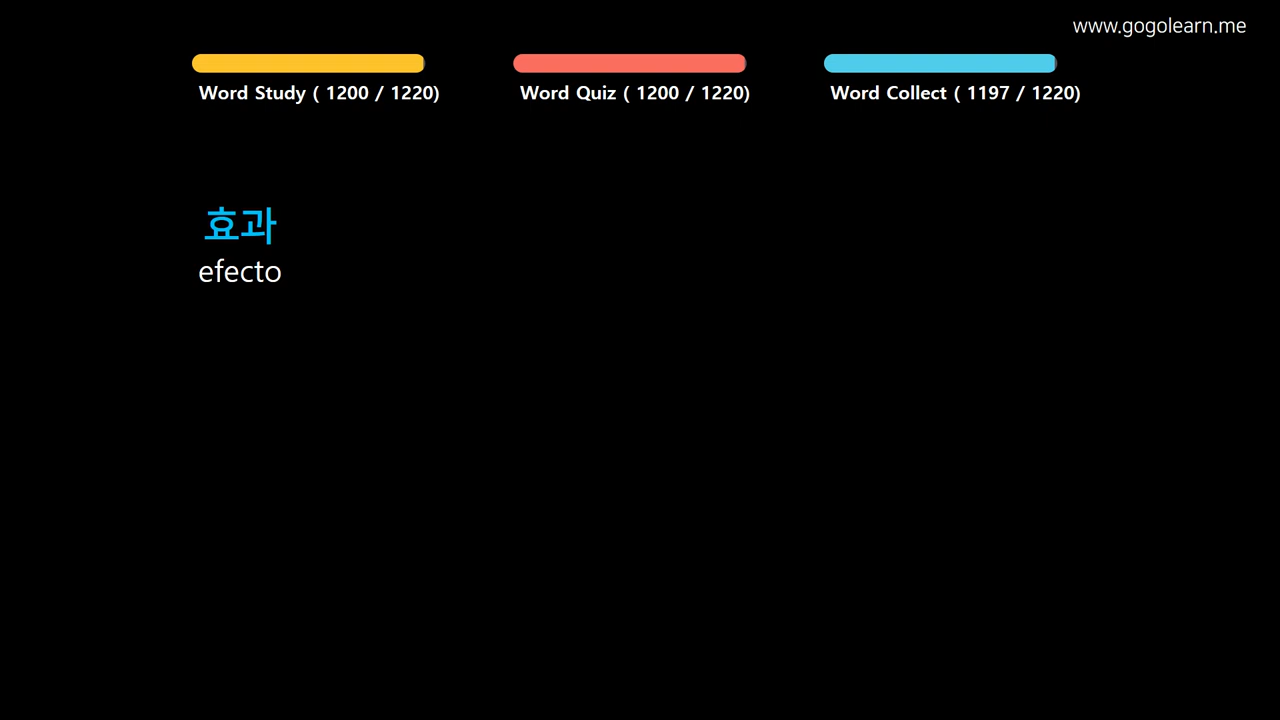 www.gogolearn.me
Word Study ( 1200 / 1220)
Word Quiz ( 1200 / 1220)
Word Collect ( 1197 / 1220)
효과
efecto